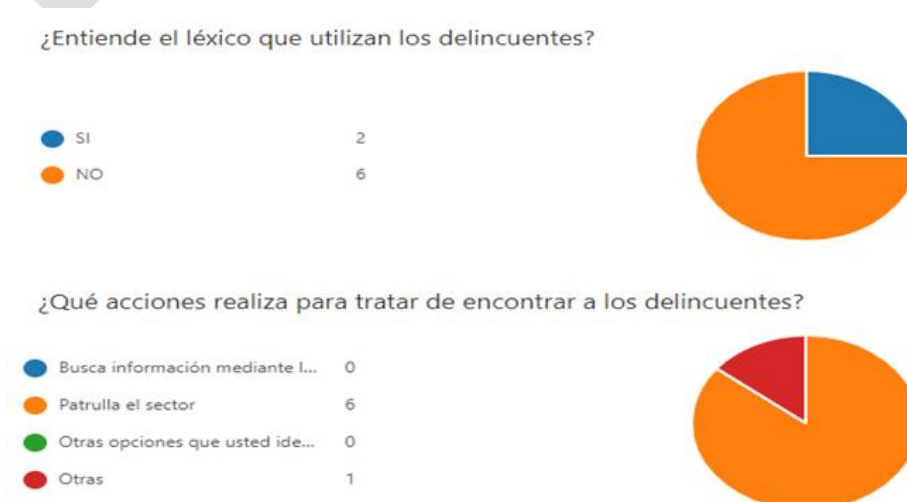 ¿Entiende el léxico que utilizan los delincuentes?
SI 2
NO 6
¿Qué acciones realiza para tratar de encontrar a los delincuentes?
Busca información mediante l... 0
Patrulla el sector 6
Otras opciones que usted ide... 0
Otras 1